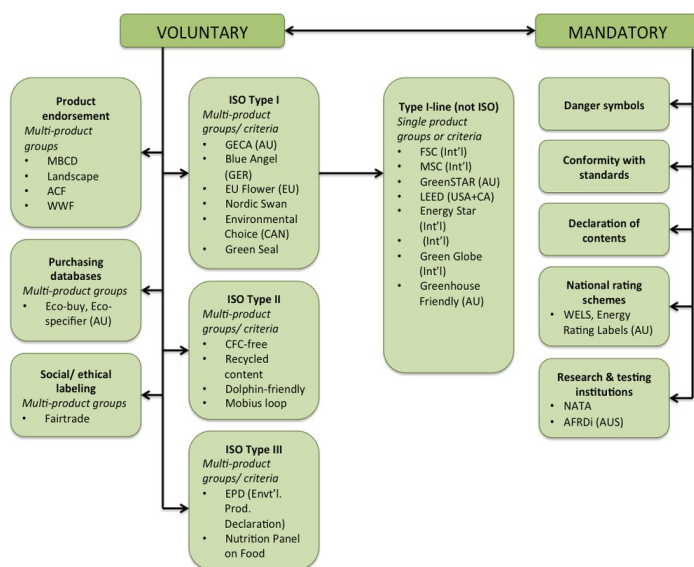 VOLUNTARY
MANDATORY
Product
endorsement
Multi-product
groups
• MBCD
• Landscape
• ACF
• WWF
Purchasing
databases
Multi-product groups
• Eco-buy, Eco-
specifier (AU)
Social/ ethical
labeling
Multi-product groups
• Fairtrade
ISO Type I
Multi-product
groups/ criteria
• GECA (AU)
• Blue Angel
(GER)
• EU Flower (EU)
• Nordic Swan
• Environmental
Choice (CAN)
• Green Seal
ISO Type II
Multi-product
groups/ criteria
• CFC-free
• Recycled
content
• Dolphin-friendly
• Mobius loop
ISO Type III
Multi-product
groups/ criteria
• EPD (Envt'l.
Prod.
Declaration)
• Nutrition Panel
on Food
Type I-line (not ISO)
Single product
groups or criteria
• FSC (Int'l)
• MSC (Int'l)
• GreenSTAR (AU)
• LEED (USA+CA)
• Energy Star
(Int'l)
• (Int'l)
• Green Globe
(Int'l)
• Greenhouse
Friendly (AU)
Danger symbols
Conformity with
standards
Declaration of
contents
National rating
schemes
• WELS, Energy
Rating Labels (AU)
Research & testing
institutions
• NATA
• AFRDi (AUS)